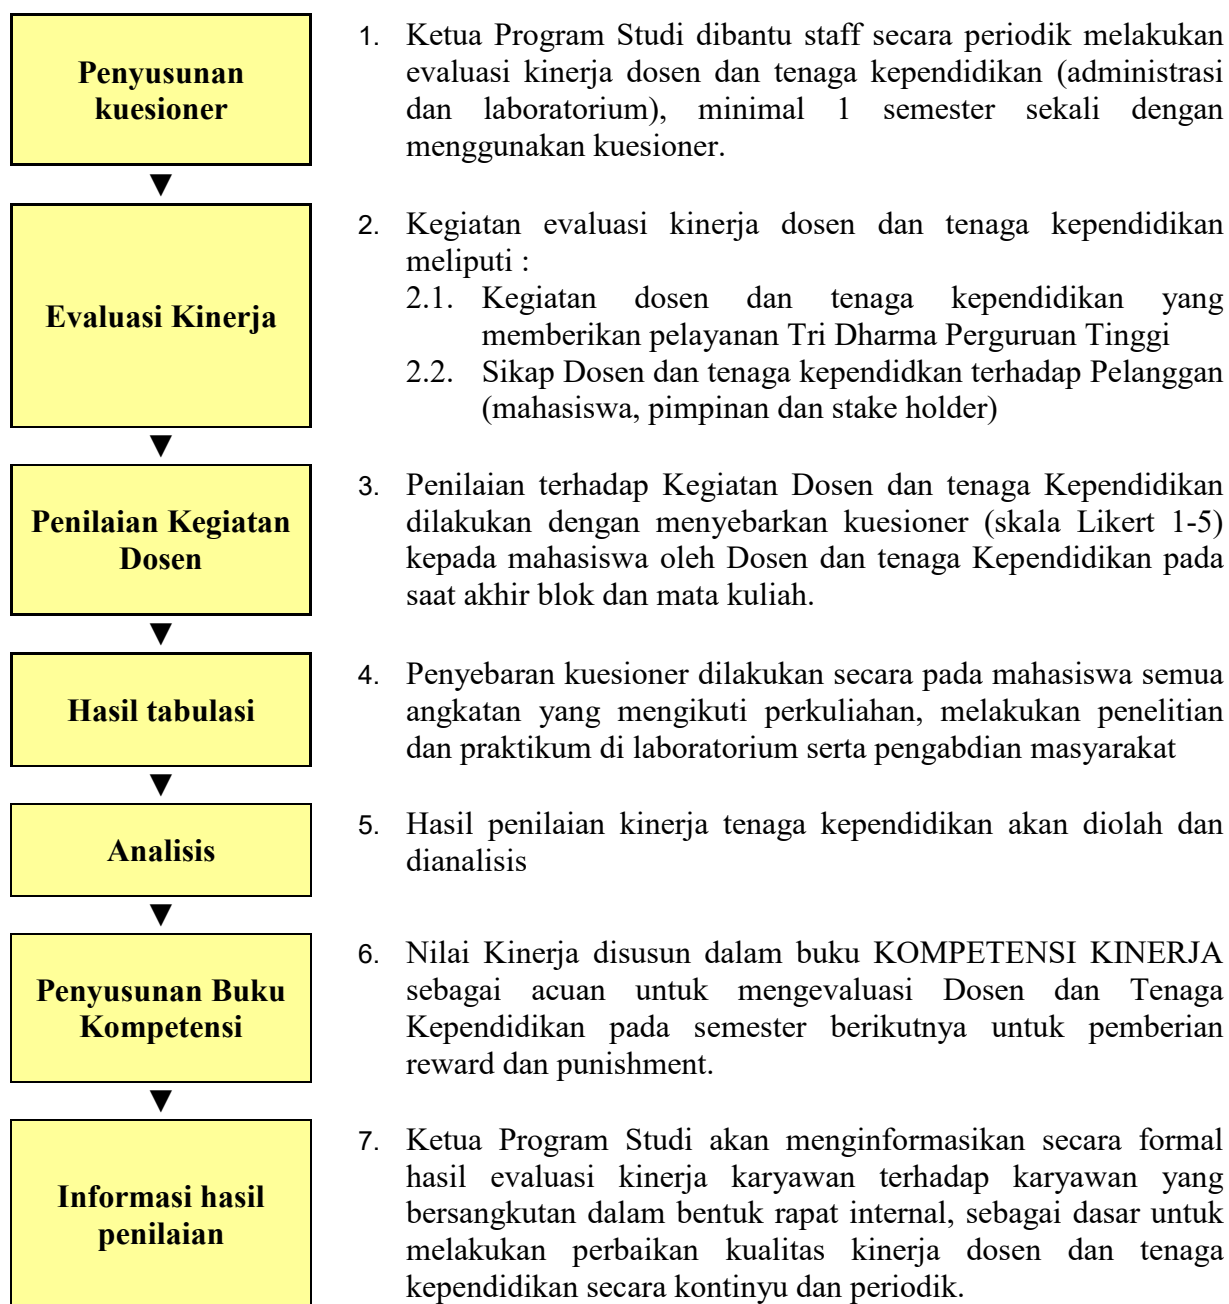 Penyusunan
kuesioner
1. Ketua Program Studi dibantu staff secara periodik melakukan
evaluasi kinerja dosen dan tenaga kependidikan (administrasi
dan laboratorium), minimal 1 semester sekali dengan
menggunakan kuesioner.
▼
Evaluasi Kinerja
2. Kegiatan evaluasi kinerja dosen dan tenaga kependidikan
meliputi :
2.1. Kegiatan dosen dan tenaga kependidikan yang
memberikan pelayanan Tri Dharma Perguruan Tinggi
2.2. Sikap Dosen dan tenaga kependidkan terhadap Pelanggan
(mahasiswa, pimpinan dan stake holder)
▼
Penilaian Kegiatan
Dosen
3. Penilaian terhadap Kegiatan Dosen dan tenaga Kependidikan
dilakukan dengan menyebarkan kuesioner (skala Likert 1-5)
kepada mahasiswa oleh Dosen dan tenaga Kependidikan pada
saat akhir blok dan mata kuliah.
▼
Hasil tabulasi
4. Penyebaran kuesioner dilakukan secara pada mahasiswa semua
angkatan yang mengikuti perkuliahan, melakukan penelitian
dan praktikum di laboratorium serta pengabdian masyarakat
▼
Analisis
5. Hasil penilaian kinerja tenaga kependidikan akan diolah dan
dianalisis
▼
Penyusunan Buku
Kompetensi
6. Nilai Kinerja disusun dalam buku KOMPETENSI KINERJA
sebagai acuan untuk mengevaluasi Dosen dan Tenaga
Kependidikan pada semester berikutnya untuk pemberian
reward dan punishment.
▼
Informasi hasil
penilaian
7. Ketua Program Studi akan menginformasikan secara formal
hasil evaluasi kinerja karyawan terhadap karyawan yang
bersangkutan dalam bentuk rapat internal, sebagai dasar untuk
melakukan perbaikan kualitas kinerja dosen dan tenaga
kependidikan secara kontinyu dan periodik.